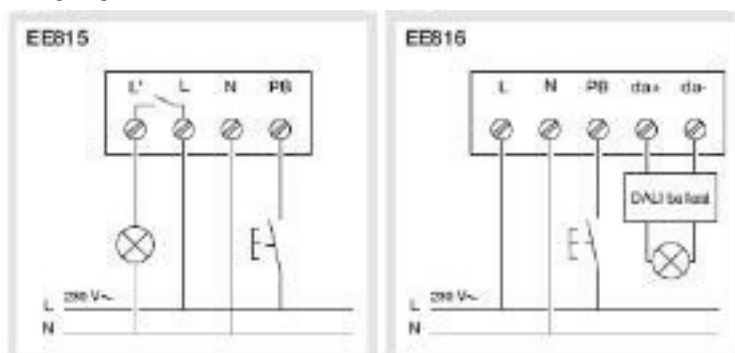 EE815
L' L N PB
L 230 V~
N
EE816
L N PB da+ da-
DALI ballast
L 230 V~
N